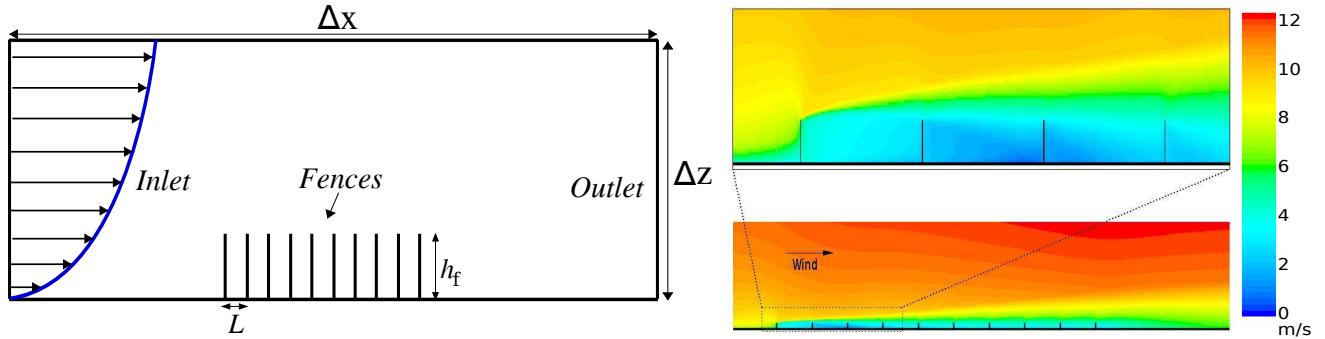 Δx
Inlet
Fences
Outlet
Δz
h_f
L
Wind
12
10
8
6
4
2
0
m/s